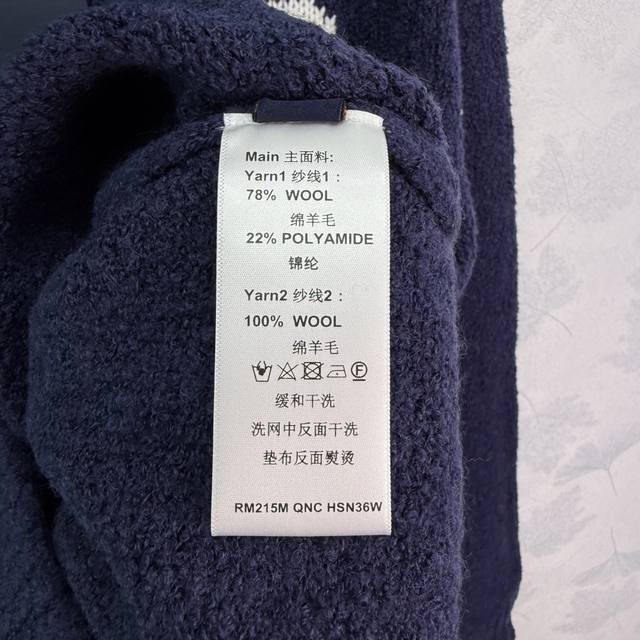 Main 主面料:
Yarn1 纱线1 :
78% WOOL
绵羊毛
22% POLYAMIDE
锦纶
Yarn2 纱线2 :
100% WOOL
绵羊毛
缓和干洗
洗网中反面干洗
垫布反面熨烫
RM215M QNC HSN36W